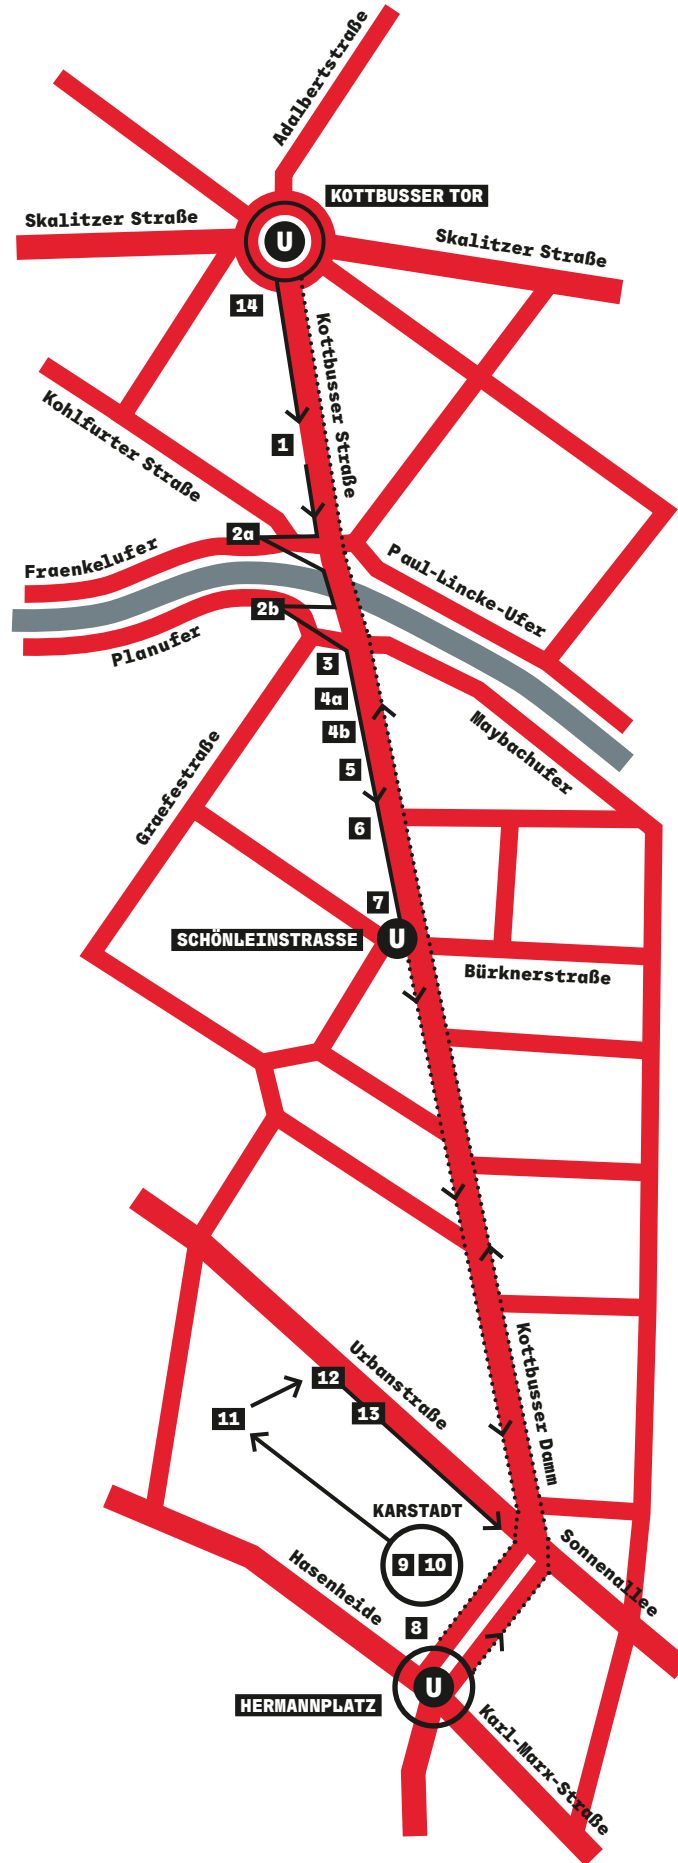 Adalbertstraße
KOTTBUSSER TOR
Skalitzer Straße
Skalitzer Straße
U
14
Kottbusser Straße
Kohlfurter Straße
1
2a
Fraenkelufer
Paul-Lincke-Ufer
2b
Planufer
3
4a
4b
Maybachufer
Graefestraße
5
6
7
SCHÖNLEINSTRASSE
U
Bürknerstraße
Kottbusser Damm
Urbanstraße
12
13
11
KARSTADT
9 10
Sonnenallee
Hasenheide
8
U
HERMANNPLATZ
Karl-Marx-Straße